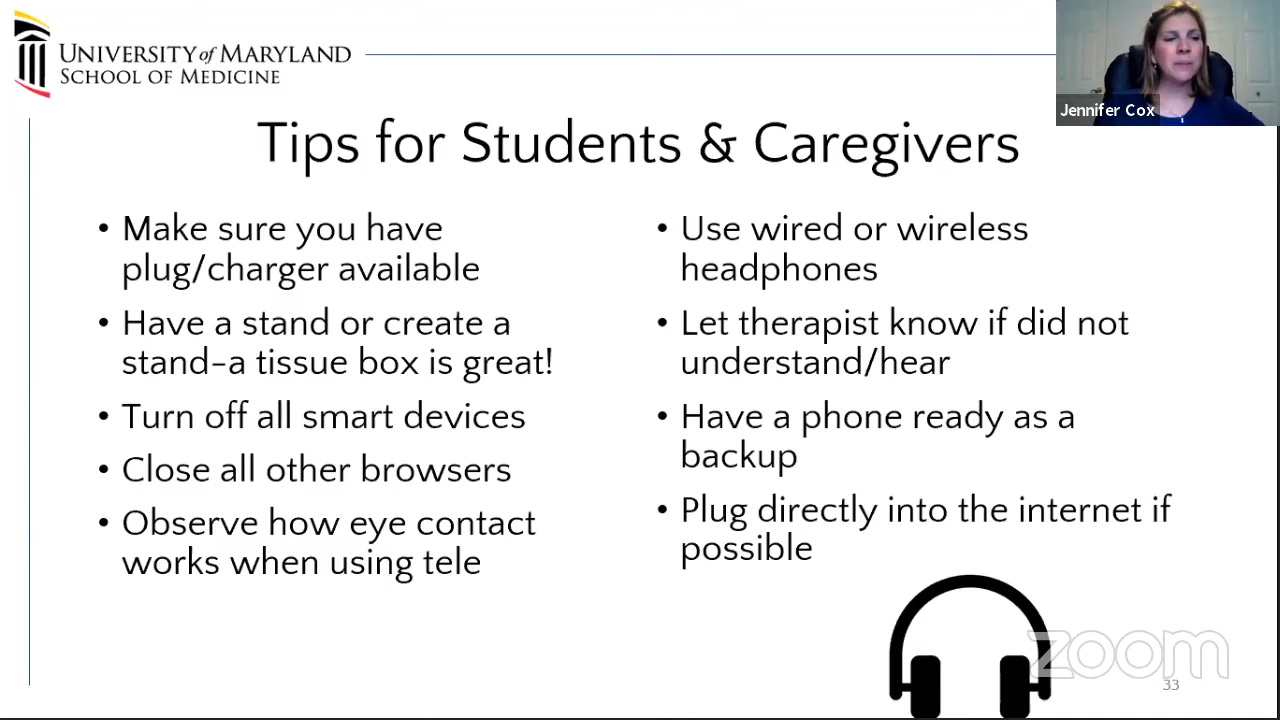 UNIVERSITY of MARYLAND
SCHOOL OF MEDICINE
Jennifer Cox
Tips for Students & Caregivers
• Make sure you have
plug/charger available
• Have a stand or create a
stand-a tissue box is great!
• Turn off all smart devices
• Close all other browsers
• Observe how eye contact
works when using tele
• Use wired or wireless
headphones
• Let therapist know if did not
understand/hear
• Have a phone ready as a
backup
• Plug directly into the internet if
possible
zoom
33